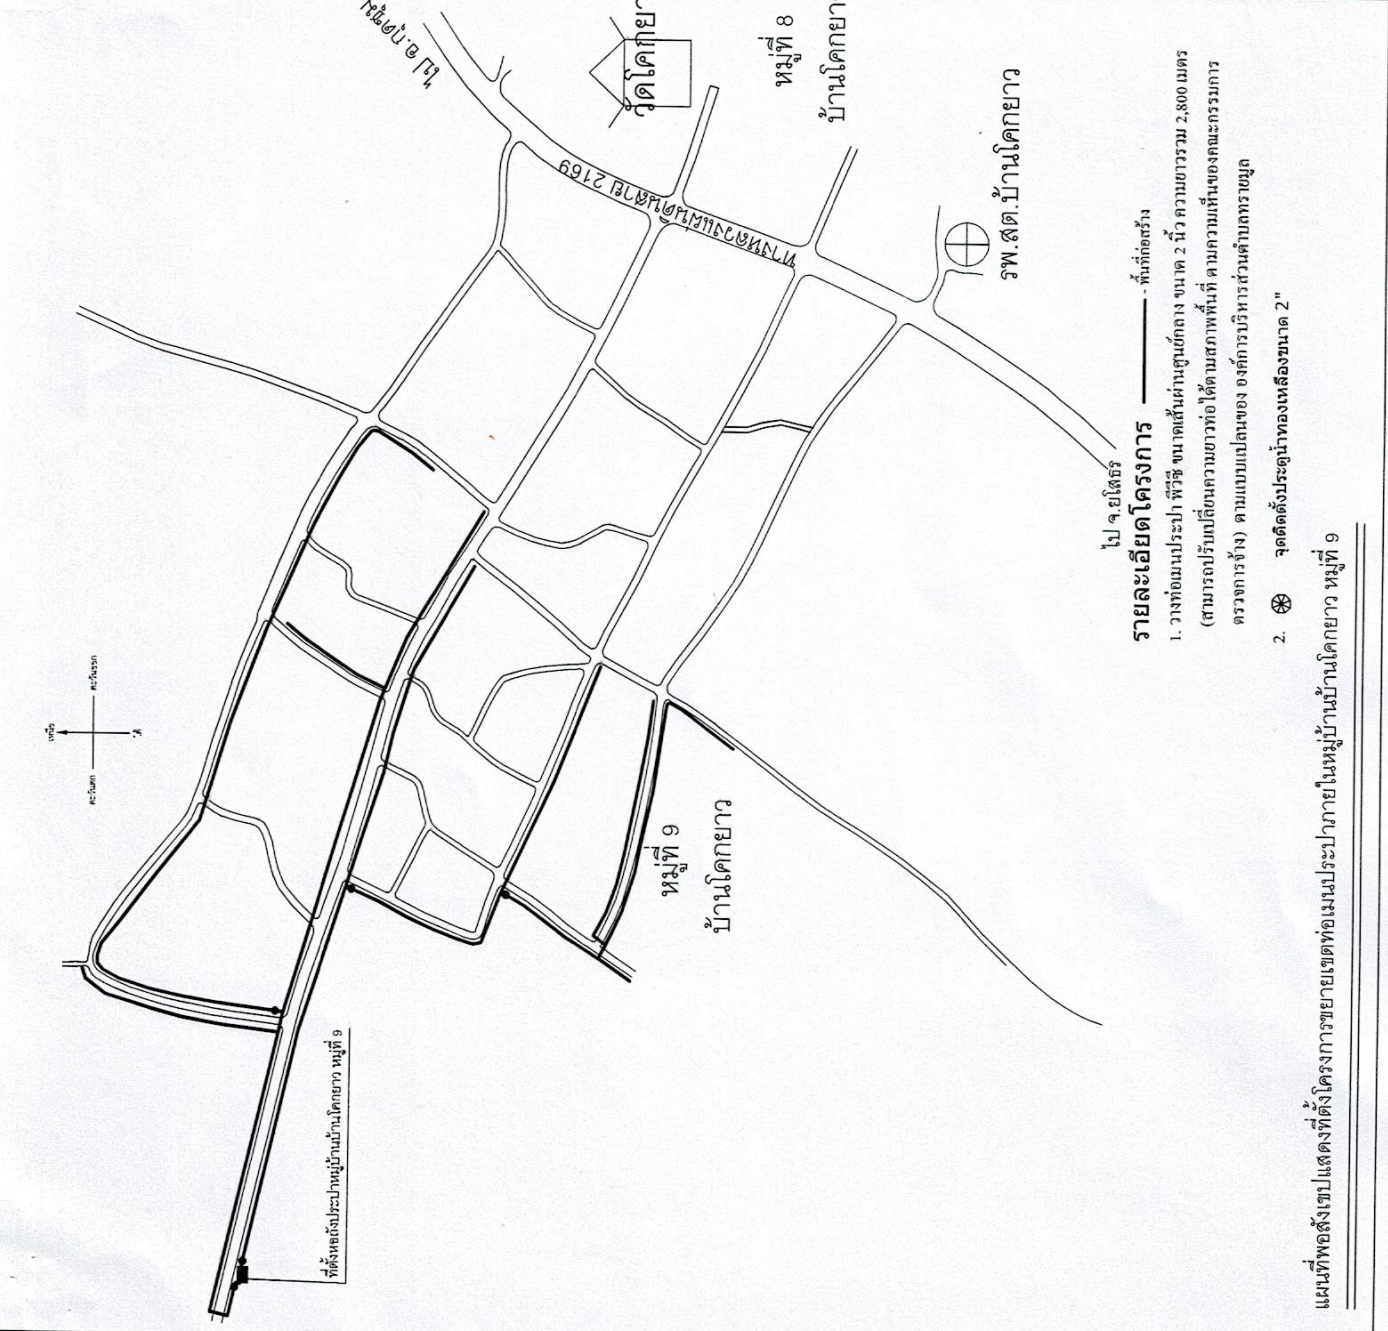 ไป อ.กุดชุม
วัดโคกยาว
หมู่ที่ 8
บ้านโคกยาว
ทางหลวงแผ่นดินสาย 2169
รพ.สต.บ้านโคกยาว
ไป จ.ยโสธร
เหนือ
ตะวันตก
ตะวันออก
ใต้
หมู่ที่ 9
บ้านโคกยาว
ที่ตั้งหอถังประปาหมู่บ้านบ้านโคกยาว หมู่ที่ 9
รายละเอียดโครงการ - พื้นที่ก่อสร้าง
1. วางท่อเมนประปา พีวีซี ขนาดเส้นผ่านศูนย์กลาง ขนาด 2 นิ้ว ความยาวรวม 2,800 เมตร
(สามารถปรับเปลี่ยนความยาวท่อได้ตามสภาพพื้นที่ ตามความเห็นของคณะกรรมการ
ตรวจการจ้าง) ตามแบบแปลนของ องค์การบริหารส่วนตำบลทรายมูล
2. จุดติดตั้งประตูน้ำทองเหลืองขนาด 2"
แผนที่พอสังเขปแสดงที่ตั้งโครงการขยายเขตท่อเมนประปาภายในหมู่บ้านบ้านโคกยาว หมู่ที่ 9